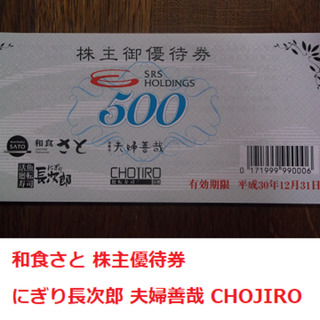 株主御優待券
SRS
HOLDINGS
500
SATO 和食 さと 夫婦善哉
にぎり 長次郎 CHOJIRO
0 171999 990006
有効期限 平成30年12月31日
和食さと 株主優待券
にぎり長次郎 夫婦善哉 CHOJIRO